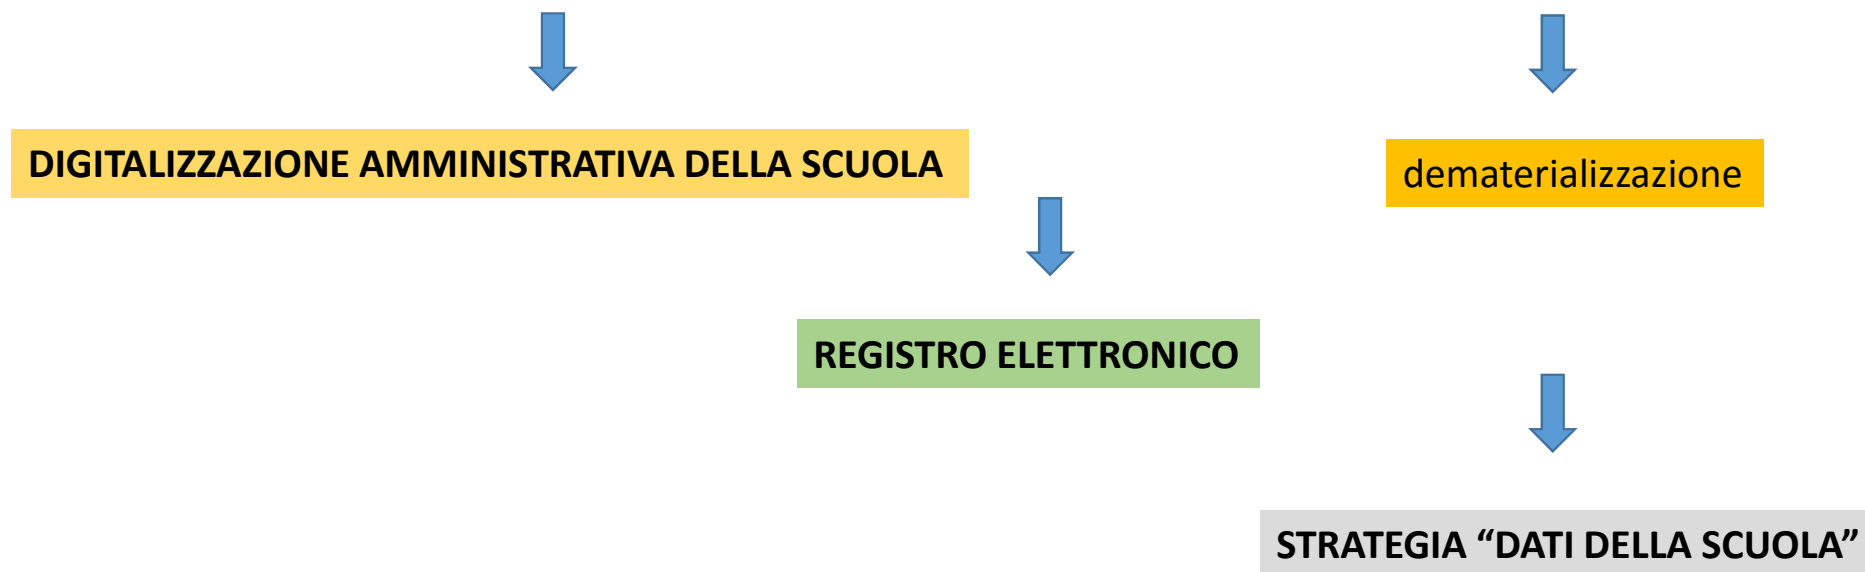 DIGITALIZZAZIONE AMMINISTRATIVA DELLA SCUOLA
dematerializzazione
REGISTRO ELETTRONICO
STRATEGIA “DATI DELLA SCUOLA”